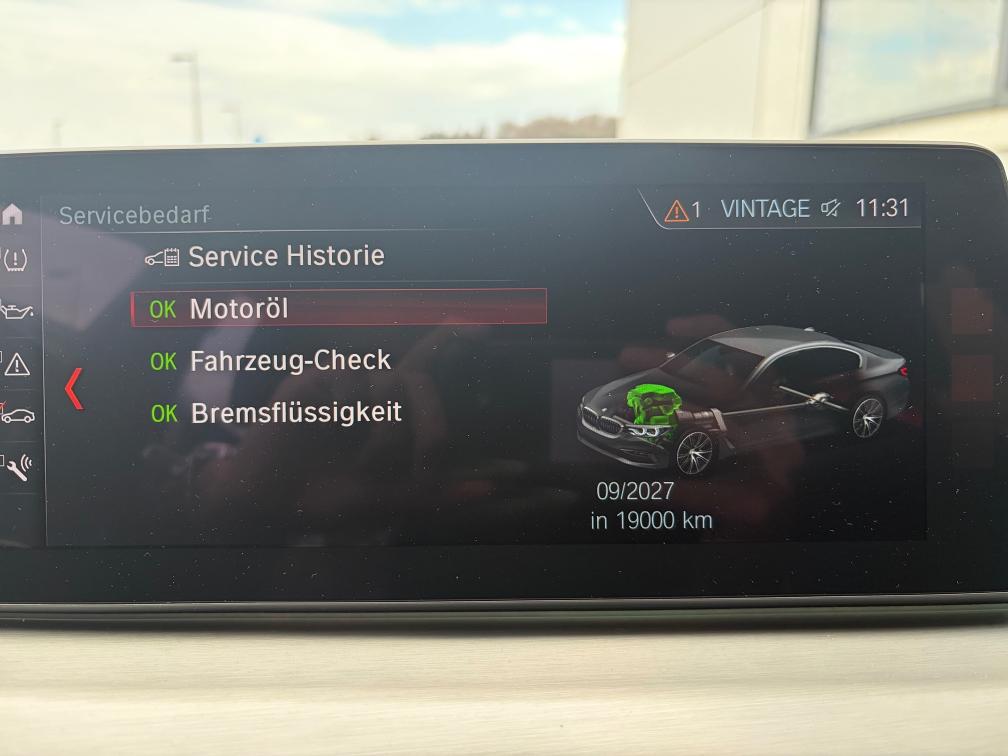 Servicebedarf
1 VINTAGE 11:31
Service Historie
OK Motoröl
OK Fahrzeug-Check
OK Bremsflüssigkeit
09/2027
in 19000 km